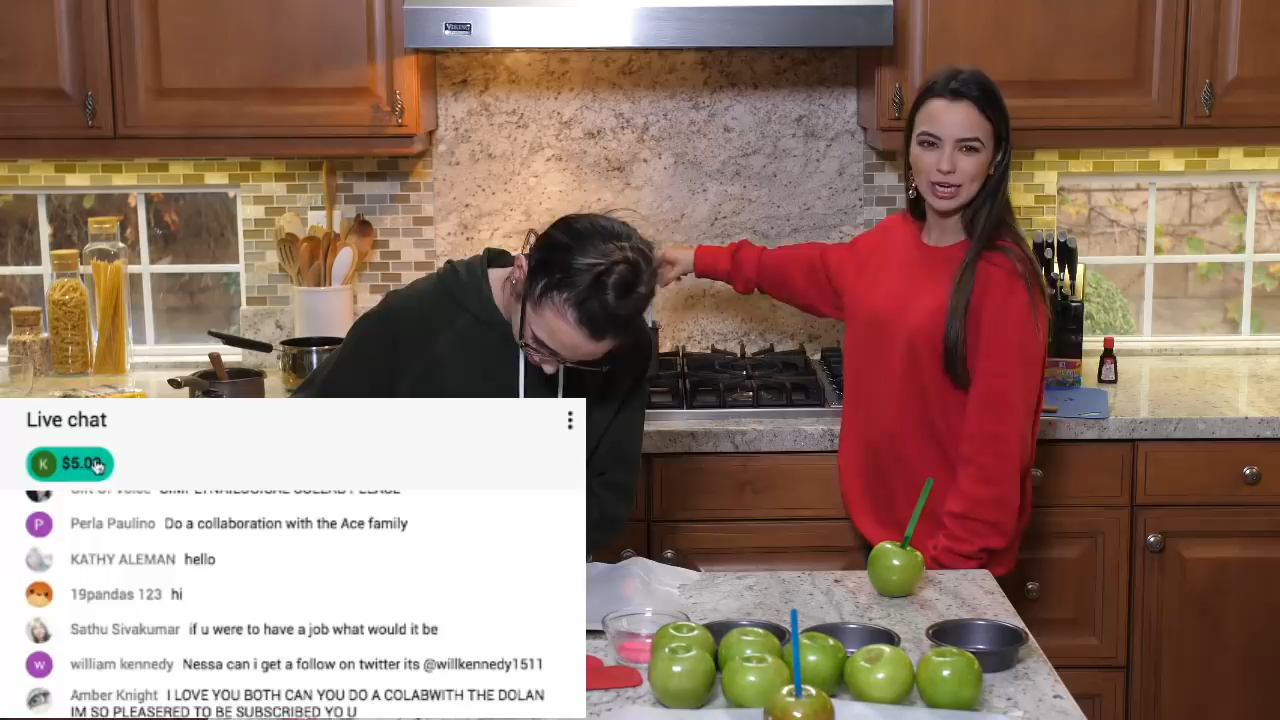 VIKING
Live chat
K $5.00
P Perla Paulino Do a collaboration with the Ace family
KATHY ALEMAN hello
19pandas 123 hi
Sathu Sivakumar if u were to have a job what would it be
w william kennedy Nessa can i get a follow on twitter its @willkennedy1511
Amber Knight I LOVE YOU BOTH CAN YOU DO A COLABWITH THE DOLAN
IM SO PLEASERED TO BE SUBSCRIBED YO U